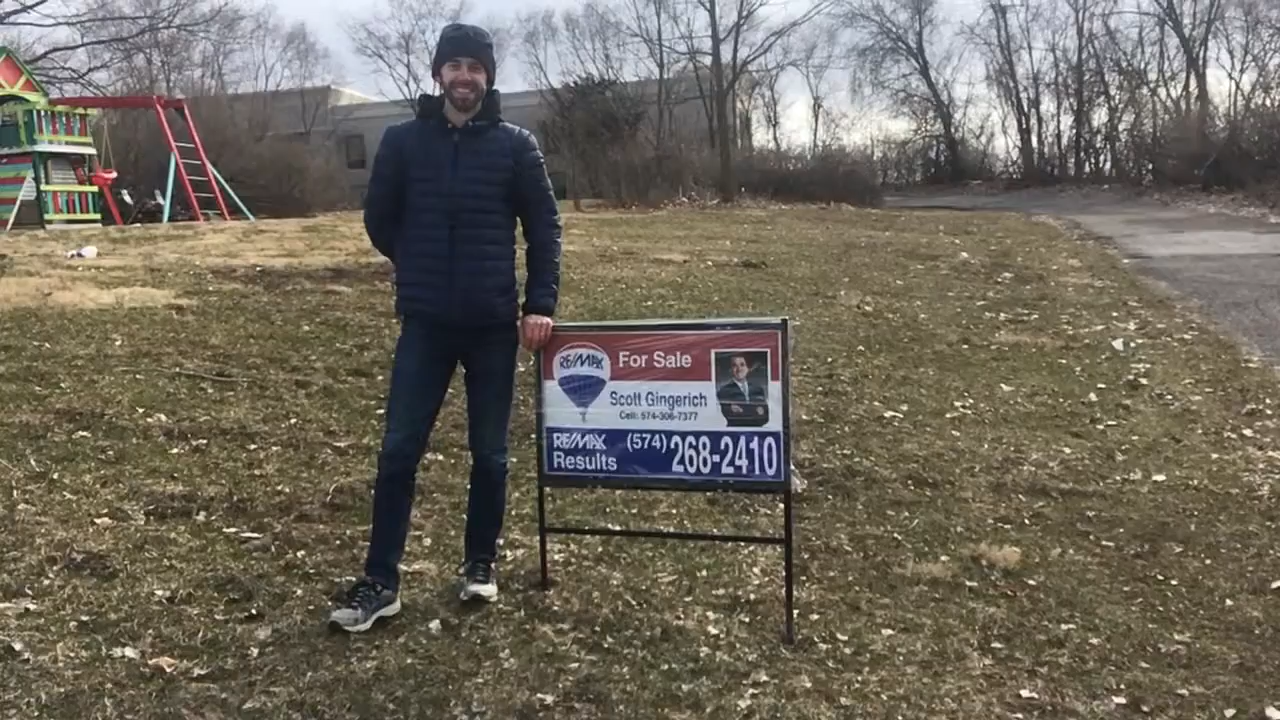 RE/MAX
For Sale
Scott Gingerich
Cell: 574-306-7377
RE/MAX
Results
(574) 268-2410